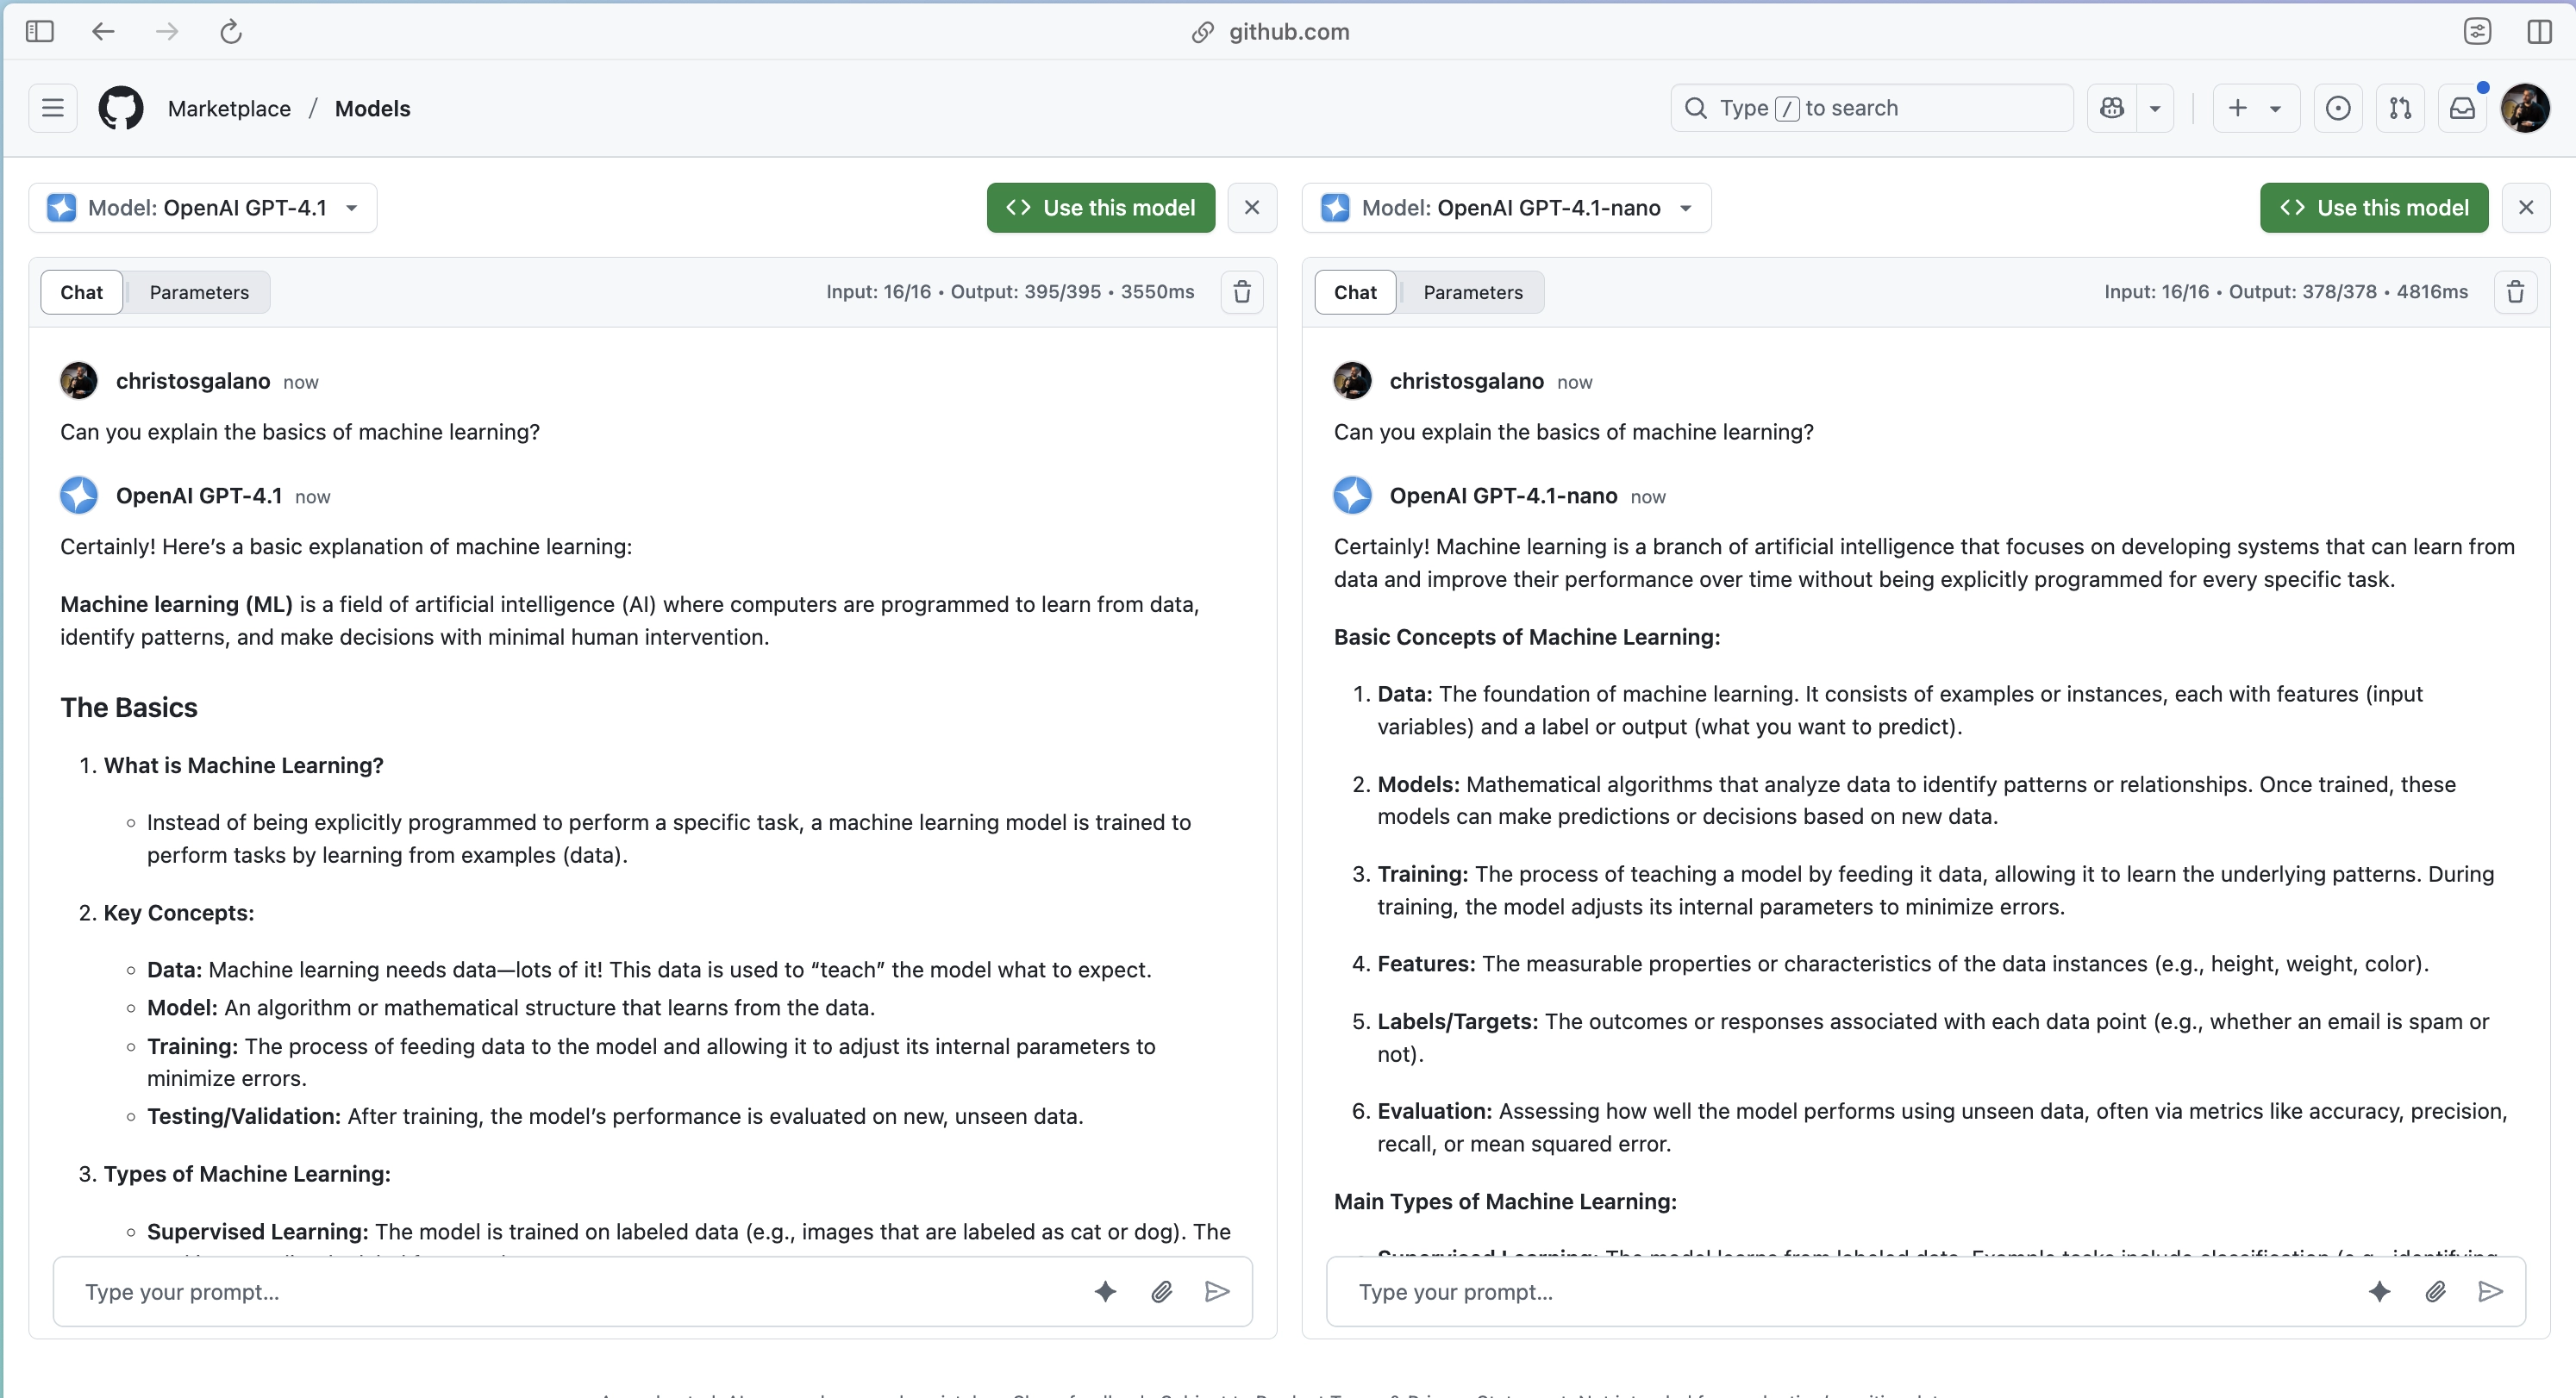 github.com
Marketplace / Models
Type / to search
Model: OpenAI GPT-4.1
Use this model
Chat
Parameters
Input: 16/16 • Output: 395/395 • 3550ms
christosgalano now
Can you explain the basics of machine learning?
OpenAI GPT-4.1 now
Certainly! Here’s a basic explanation of machine learning:
Machine learning (ML) is a field of artificial intelligence (AI) where computers are programmed to learn from data,
identify patterns, and make decisions with minimal human intervention.
The Basics
1. What is Machine Learning?
◦ Instead of being explicitly programmed to perform a specific task, a machine learning model is trained to
perform tasks by learning from examples (data).
2. Key Concepts:
◦ Data: Machine learning needs data—lots of it! This data is used to “teach” the model what to expect.
◦ Model: An algorithm or mathematical structure that learns from the data.
◦ Training: The process of feeding data to the model and allowing it to adjust its internal parameters to
minimize errors.
◦ Testing/Validation: After training, the model’s performance is evaluated on new, unseen data.
3. Types of Machine Learning:
◦ Supervised Learning: The model is trained on labeled data (e.g., images that are labeled as cat or dog). The
Type your prompt...
Model: OpenAI GPT-4.1-nano
Use this model
Chat
Parameters
Input: 16/16 • Output: 378/378 • 4816ms
christosgalano now
Can you explain the basics of machine learning?
OpenAI GPT-4.1-nano now
Certainly! Machine learning is a branch of artificial intelligence that focuses on developing systems that can learn from
data and improve their performance over time without being explicitly programmed for every specific task.
Basic Concepts of Machine Learning:
1. Data: The foundation of machine learning. It consists of examples or instances, each with features (input
variables) and a label or output (what you want to predict).
2. Models: Mathematical algorithms that analyze data to identify patterns or relationships. Once trained, these
models can make predictions or decisions based on new data.
3. Training: The process of teaching a model by feeding it data, allowing it to learn the underlying patterns. During
training, the model adjusts its internal parameters to minimize errors.
4. Features: The measurable properties or characteristics of the data instances (e.g., height, weight, color).
5. Labels/Targets: The outcomes or responses associated with each data point (e.g., whether an email is spam or
not).
6. Evaluation: Assessing how well the model performs using unseen data, often via metrics like accuracy, precision,
recall, or mean squared error.
Main Types of Machine Learning:
Supervised Learning: The model learns from labeled data. Example tasks include classification (e.g., identifying
Type your prompt...